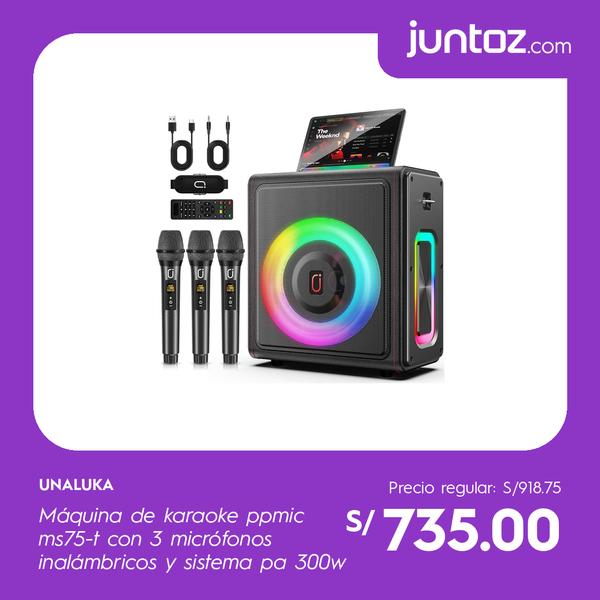 juntoz.com
The
Weeknd
UNALUKA
Máquina de karaoke ppmic
ms75-t con 3 micrófonos
inalámbricos y sistema pa 300w
Precio regular: S/918.75
S/ 735.00